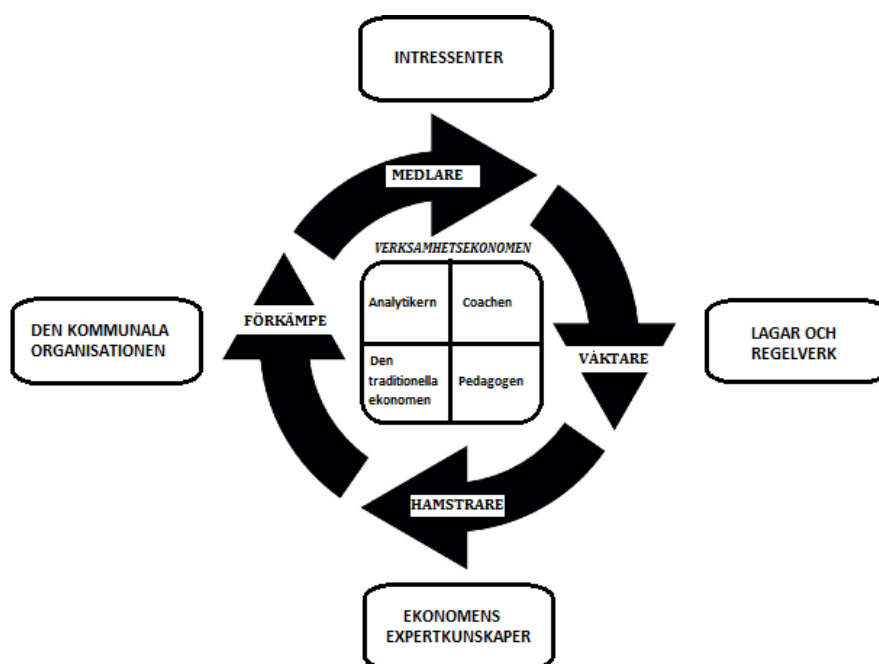 INTRESSENTER
MEDLARE
VERKSAMHETSEKONOMEN
Analytikern
Coachen
Den
traditionella
ekonomen
Pedagogen
FÖRKÄMPE
VÄKTARE
DEN KOMMUNALA
ORGANISATIONEN
LAGAR OCH
REGELVERK
HAMSTRARE
EKONOMENS
EXPERTKUNSKAPER